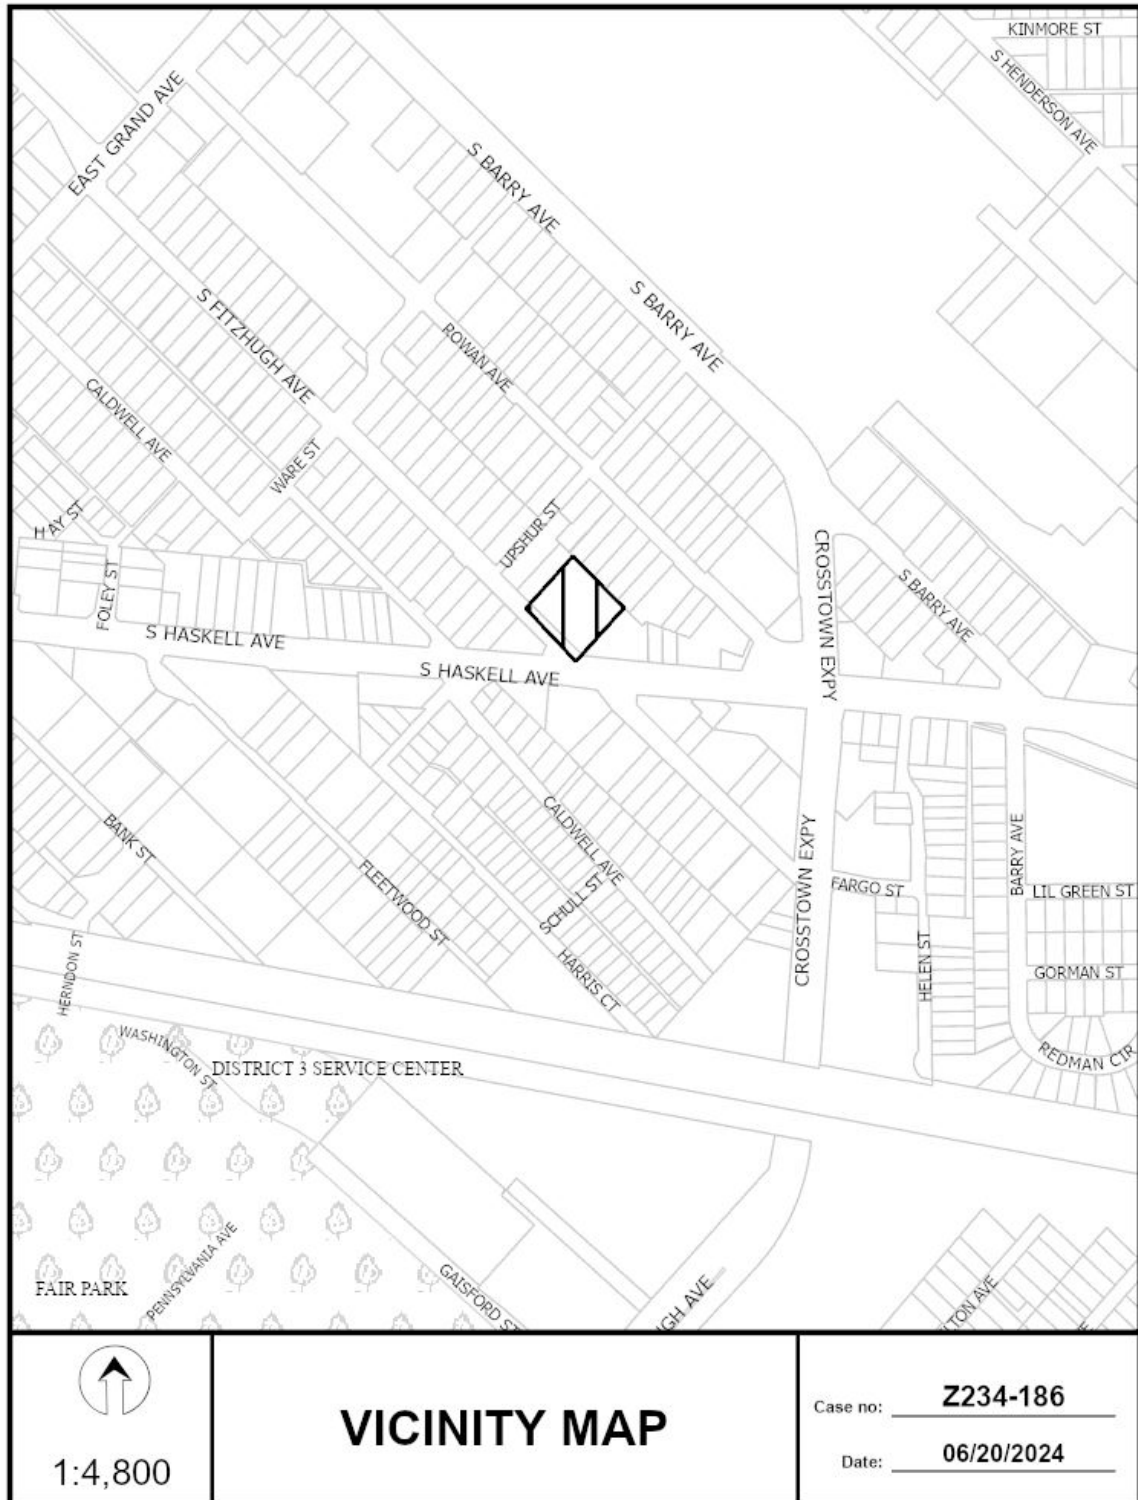 KINMORE ST
S HENDERSON AVE
EAST GRAND AVE
S BARRY AVE
S BARRY AVE
S FITZHUGH AVE
ROWAN AVE
CALDWELL AVE
WARE ST
HAY ST
UPSHUR ST
CROSSTOWN EXPY
FOLEY ST
S BARRY AVE
S HASKELL AVE
S HASKELL AVE
BANK ST
CALDWELL AVE
CROSSTOWN EXPY
BARRY AVE
FLEETWOOD ST
SCHULL ST
FARGO ST
LIL GREEN ST
HERNDON ST
HARRIS CT
HELEN ST
GORMAN ST
WASHINGTON ST
DISTRICT 3 SERVICE CENTER
REDMAN CIR
FAIR PARK
PENNSYLVANIA AVE
GAISFORD ST
GH AVE
LTON AVE
1:4,800
VICINITY MAP
Case no: Z234-186
Date: 06/20/2024